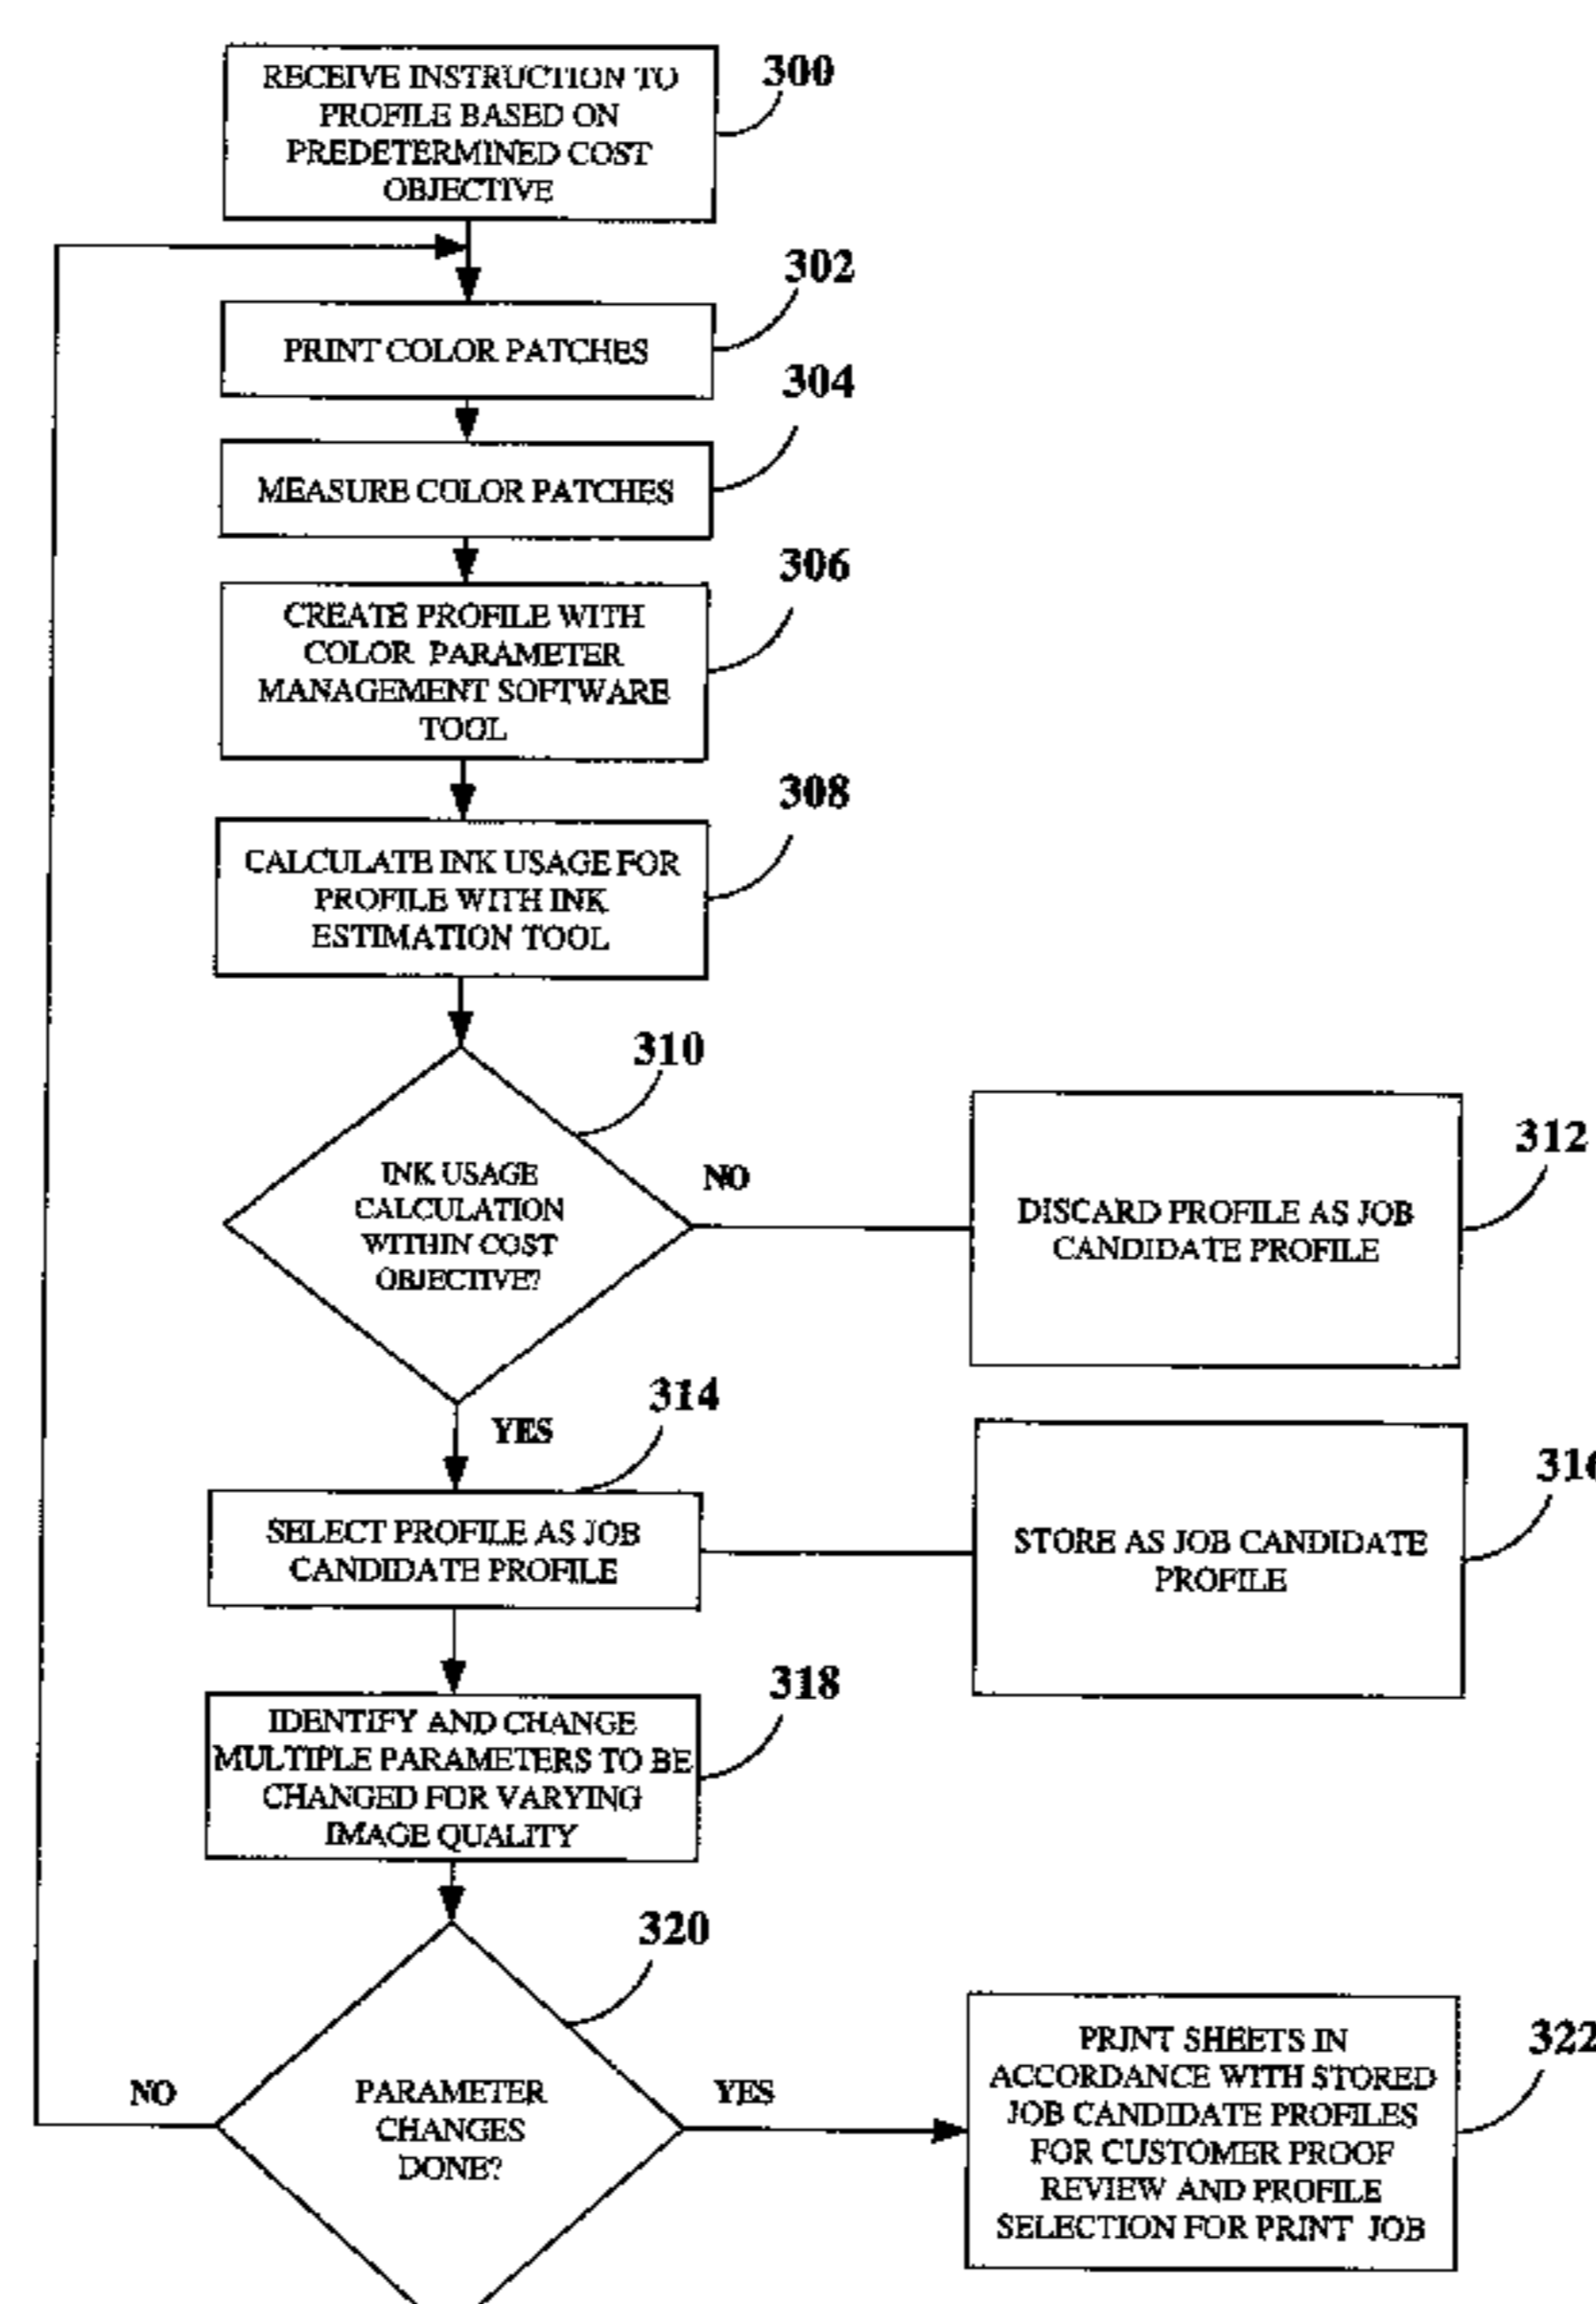 RECEIVE INSTRUCTION TO
PROFILE BASED ON
PREDETERMINED COST
OBJECTIVE
300
302
PRINT COLOR PATCHES
304
MEASURE COLOR PATCHES
306
CREATE PROFILE WITH
COLOR PARAMETER
MANAGEMENT SOFTWARE
TOOL
308
CALCULATE INK USAGE FOR
PROFILE WITH INK
ESTIMATION TOOL
310
INK USAGE
CALCULATION
WITHIN COST
OBJECTIVE?
NO
312
DISCARD PROFILE AS JOB
CANDIDATE PROFILE
YES
314
SELECT PROFILE AS JOB
CANDIDATE PROFILE
316
STORE AS JOB CANDIDATE
PROFILE
318
IDENTIFY AND CHANGE
MULTIPLE PARAMETERS TO BE
CHANGED FOR VARYING
IMAGE QUALITY
320
PARAMETER
CHANGES
DONE?
NO
YES
322
PRINT SHEETS IN
ACCORDANCE WITH STORED
JOB CANDIDATE PROFILES
FOR CUSTOMER PROOF
REVIEW AND PROFILE
SELECTION FOR PRINT JOB